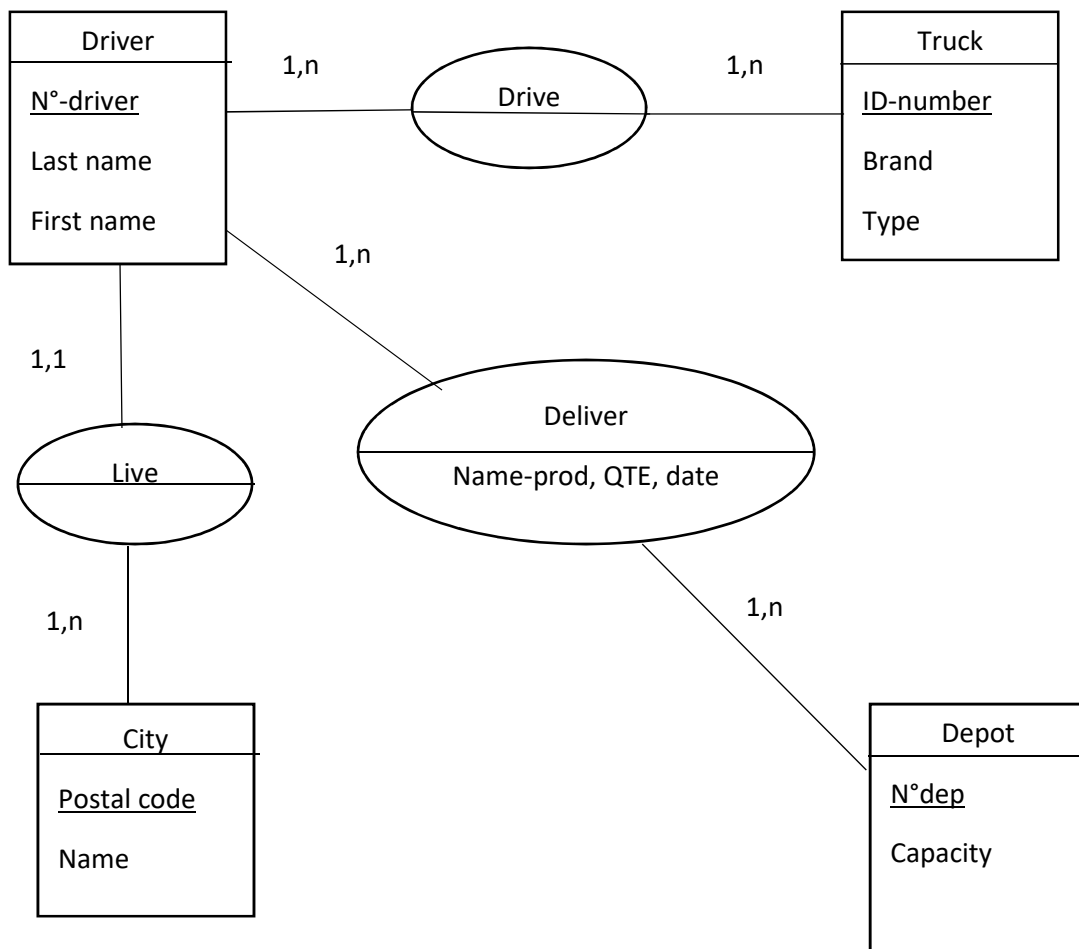 Driver
N°-driver
Last name
First name
1,n
Drive
1,n
Truck
ID-number
Brand
Type
1,n
1,1
Deliver
Name-prod, QTE, date
Live
1,n
1,n
City
Postal code
Name
Depot
N°dep
Capacity